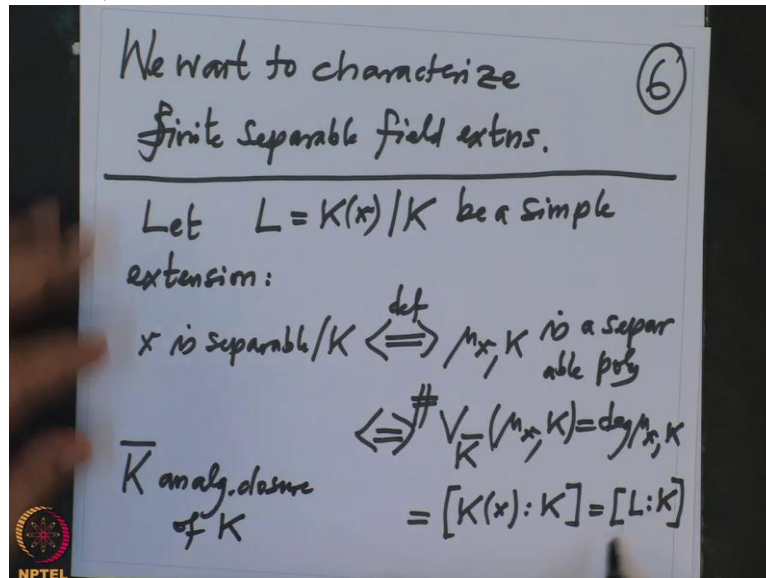 We want to characterize
finite separable field extns.
6
Let L = K(x) | K be a simple
extension:
x is separable/K <=> def μx,K is a separ
able poly
<=> # V_K̄ (μx,K) = deg μx,K
K̄ an alg. closure
of K
= [K(x) : K] = [L : K]
NPTEL